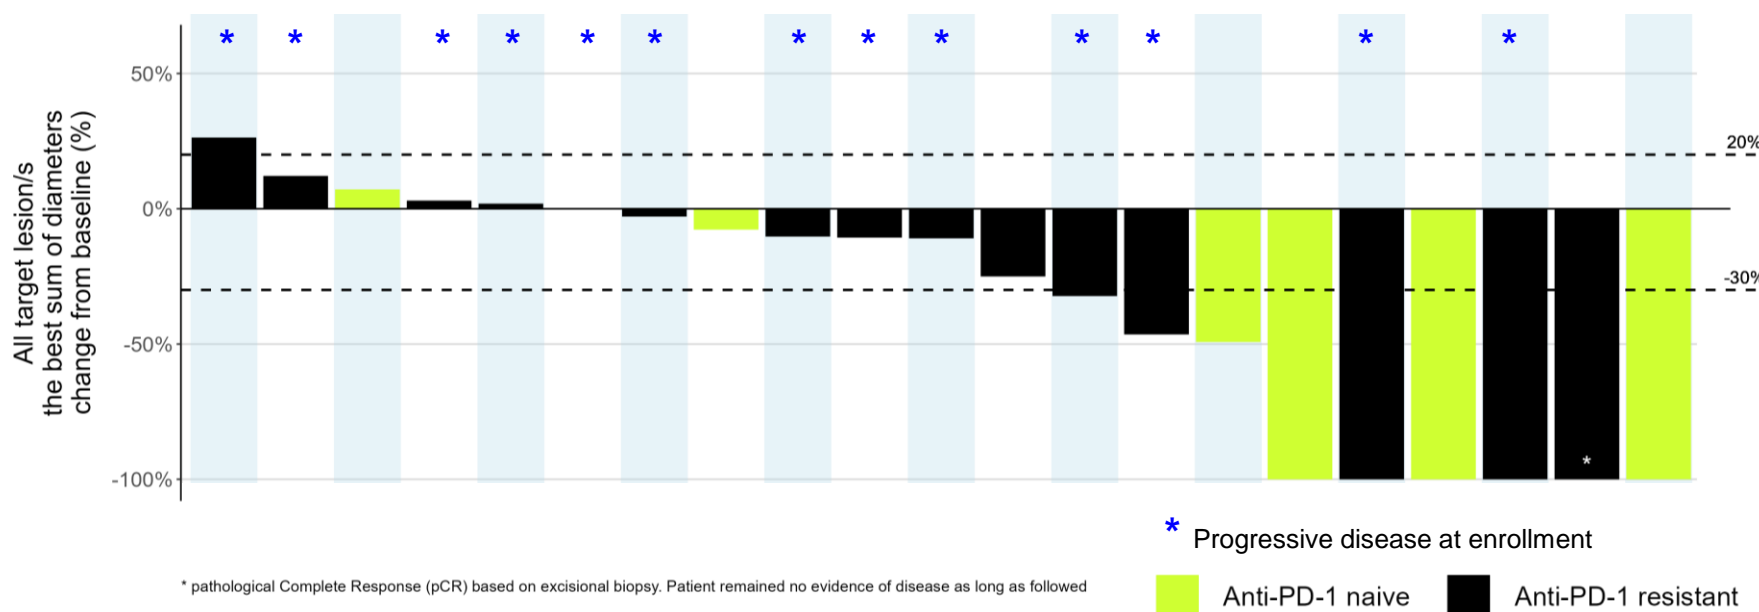 * * * * * * * * * * * * *
50%
20%
0%
-30%
-50%
-100%
*
All target lesion/s
the best sum of diameters
change from baseline (%)
* Progressive disease at enrollment
* pathological Complete Response (pCR) based on excisional biopsy. Patient remained no evidence of disease as long as followed
Anti-PD-1 naive Anti-PD-1 resistant